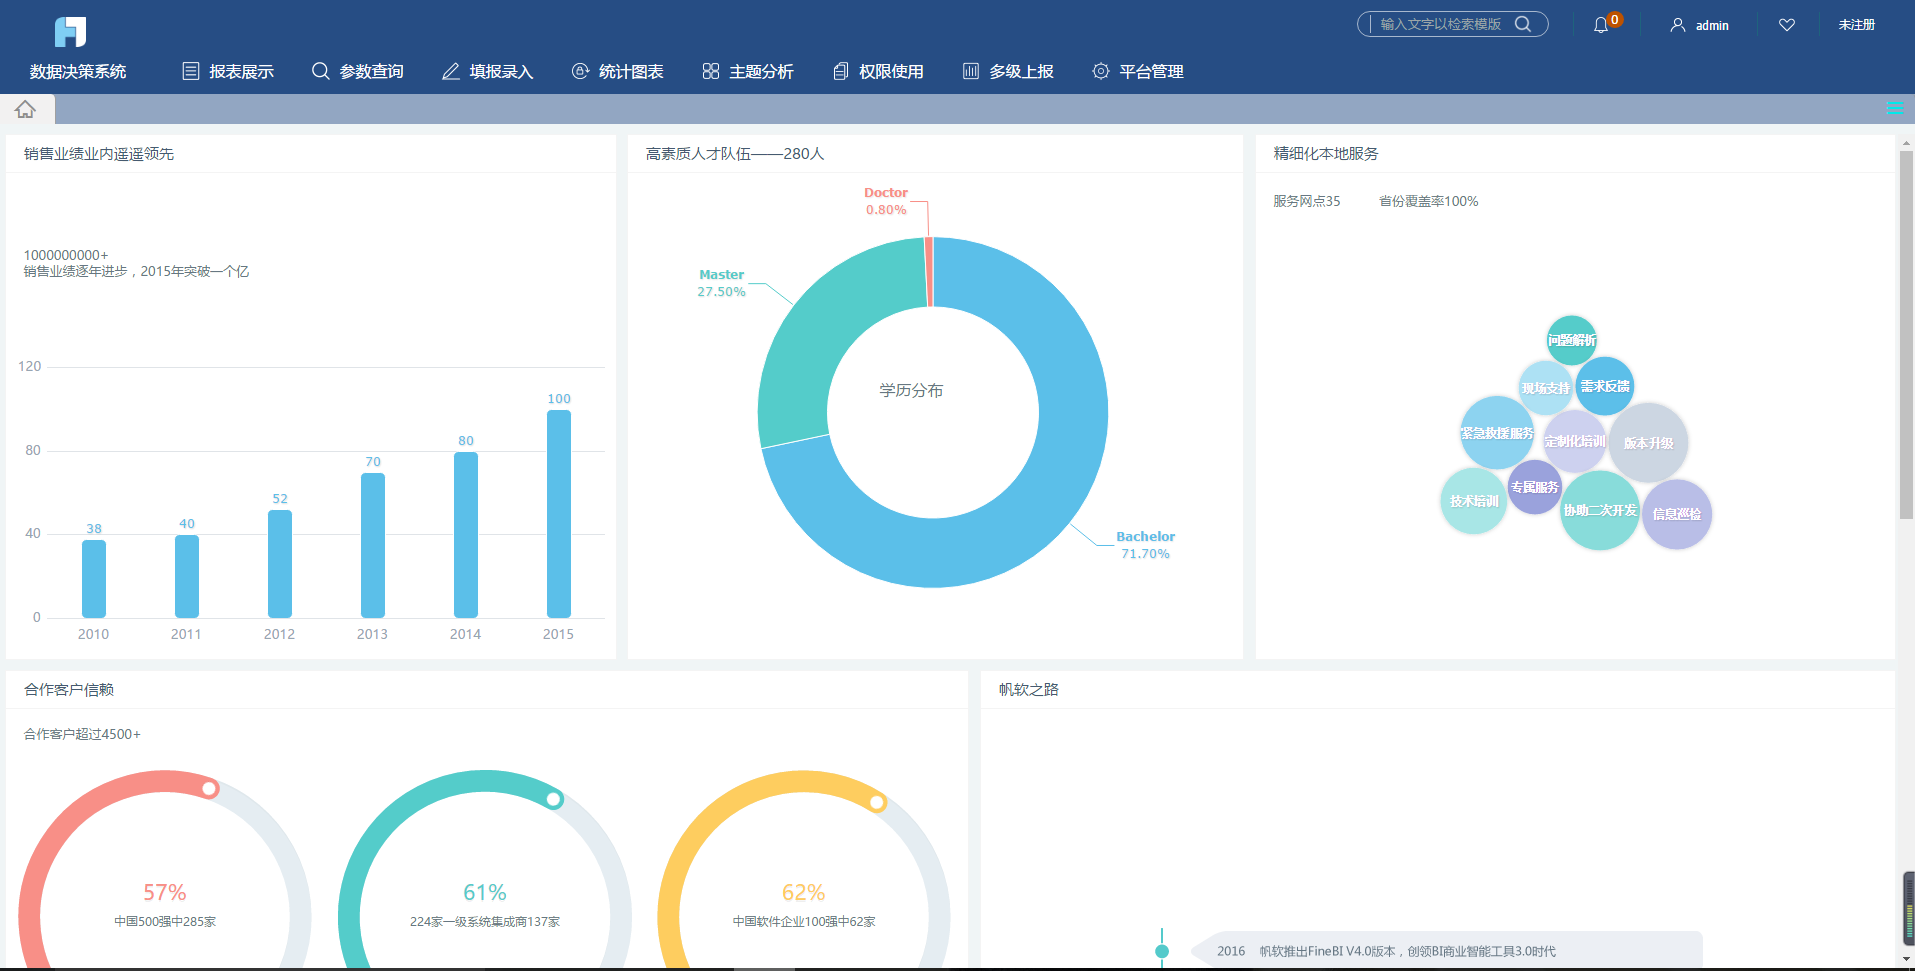 输入文字以检索模版
0
admin
未注册
数据决策系统
报表展示
参数查询
填报录入
统计图表
主题分析
权限使用
多级上报
平台管理
销售业绩业内遥遥领先
1000000000+
销售业绩逐年进步，2015年突破一个亿
120
80
40
0
38
40
52
70
80
100
2010
2011
2012
2013
2014
2015
高素质人才队伍——280人
Doctor
0.80%
Master
27.50%
学历分布
Bachelor
71.70%
精细化本地服务
服务网点35 省份覆盖率100%
问题解析
现场支持
需求反馈
紧急救援服务
定制化培训
版本升级
技术培训
专属服务
协助二次开发
信息巡检
合作客户信赖
合作客户超过4500+
57%
中国500强中285家
61%
224家一级系统集成商137家
62%
中国软件企业100强中62家
帆软之路
2016 帆软推出FineBI V4.0版本，创领BI商业智能工具3.0时代